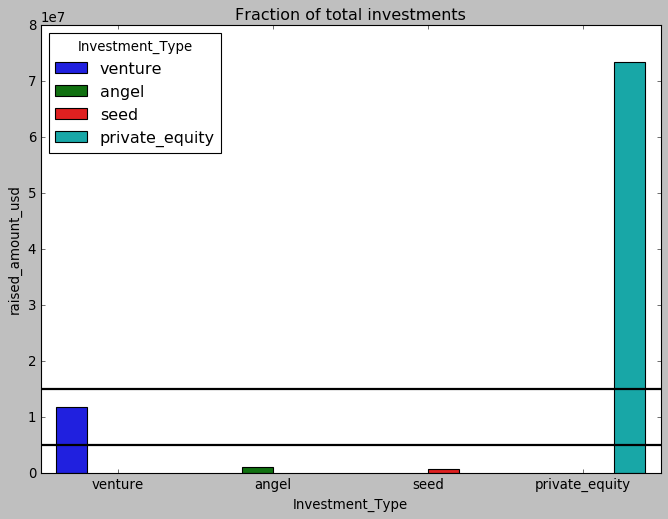 Fraction of total investments
1e7
8
7
6
5
4
3
2
1
0
raised_amount_usd
Investment_Type
venture
angel
seed
private_equity
venture angel seed private_equity
Investment_Type